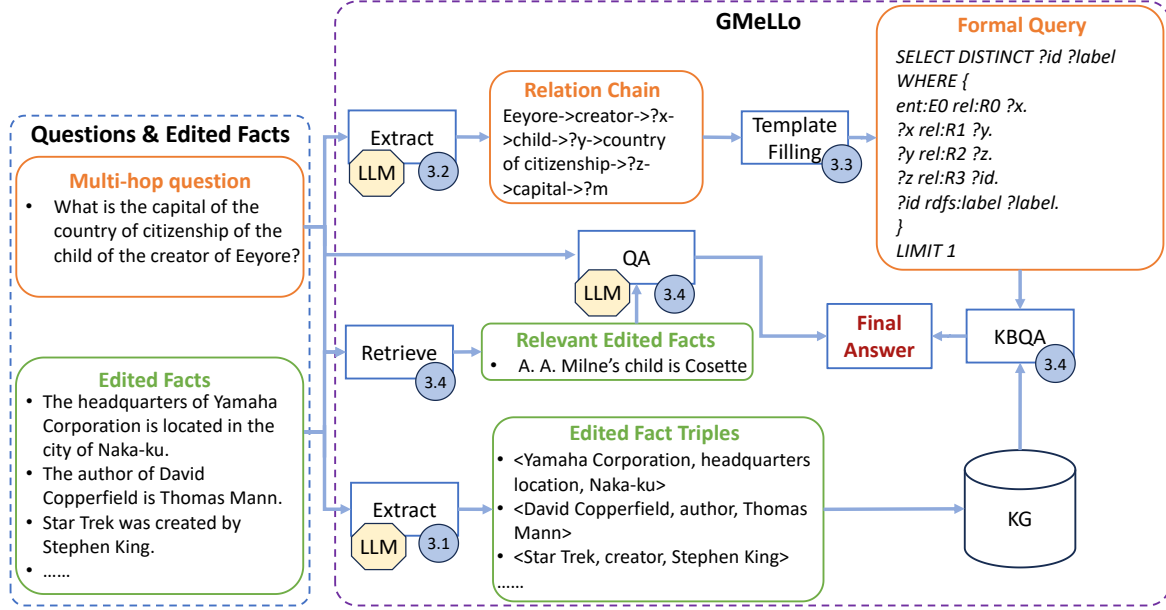 GMeLLo
Questions & Edited Facts
Multi-hop question
• What is the capital of the
country of citizenship of the
child of the creator of Eeyore?
Edited Facts
• The headquarters of Yamaha
Corporation is located in the
city of Naka-ku.
• The author of David
Copperfield is Thomas Mann.
• Star Trek was created by
Stephen King.
• ......
Extract
LLM
3.2
Relation Chain
Eeyore->creator->?x-
>child->?y->country
of citizenship->?z-
>capital->?m
Template
Filling
3.3
Formal Query
SELECT DISTINCT ?id ?label
WHERE {
ent:E0 rel:R0 ?x.
?x rel:R1 ?y.
?y rel:R2 ?z.
?z rel:R3 ?id.
?id rdfs:label ?label.
}
LIMIT 1
QA
LLM
3.4
Retrieve
3.4
Relevant Edited Facts
• A. A. Milne's child is Cosette
Final
Answer
KBQA
3.4
Extract
LLM
3.1
Edited Fact Triples
• <Yamaha Corporation, headquarters
location, Naka-ku>
• <David Copperfield, author, Thomas
Mann>
• <Star Trek, creator, Stephen King>
......
KG